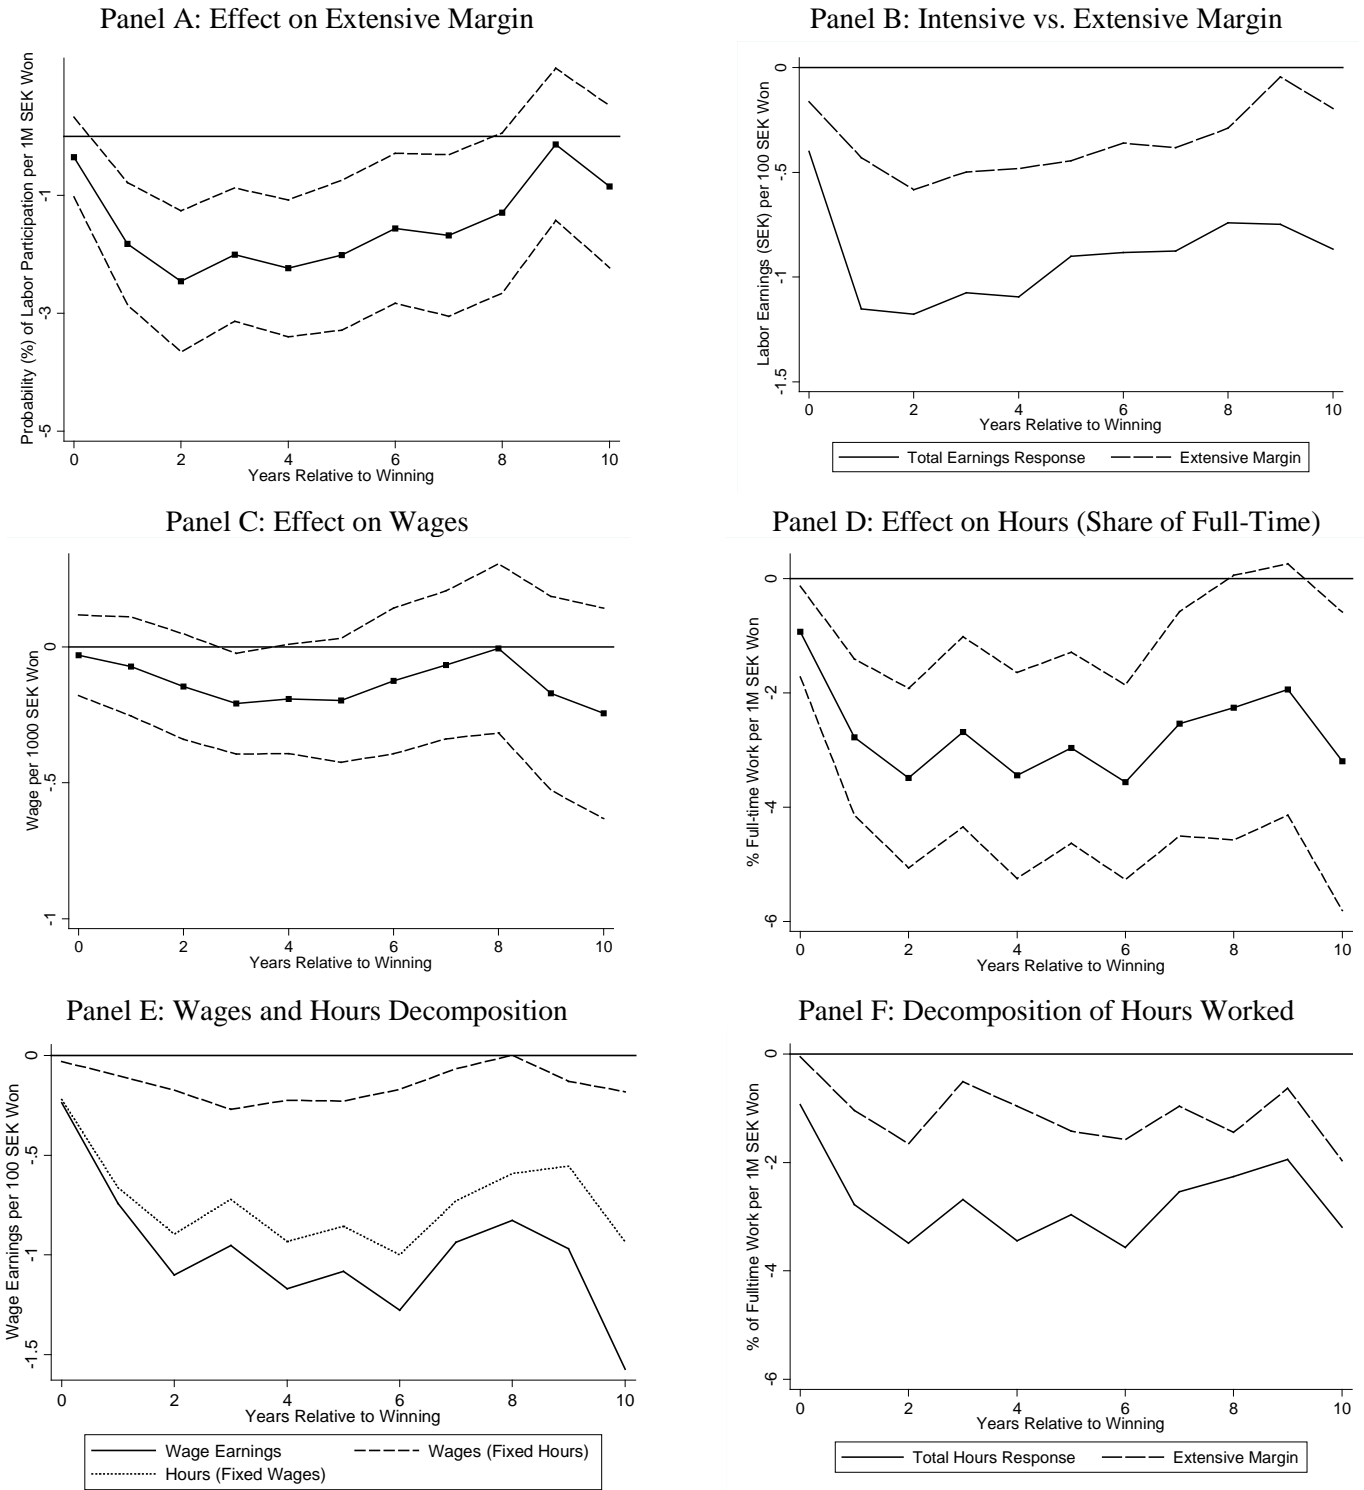 Panel A: Effect on Extensive Margin
Probability (%) of Labor Participation per 1M SEK Won
-1
-3
-5
0 2 4 6 8 10
Years Relative to Winning
Panel B: Intensive vs. Extensive Margin
Labor Earnings (SEK) per 100 SEK Won
0
-.5
-1
-1.5
0 2 4 6 8 10
Years Relative to Winning
Total Earnings Response Extensive Margin
Panel C: Effect on Wages
Wage per 1000 SEK Won
0
-.5
-1
0 2 4 6 8 10
Years Relative to Winning
Panel D: Effect on Hours (Share of Full-Time)
% Full-time Work per 1M SEK Won
0
-2
-4
-6
0 2 4 6 8 10
Years Relative to Winning
Panel E: Wages and Hours Decomposition
Wage Earnings per 100 SEK Won
0
-.5
-1
-1.5
0 2 4 6 8 10
Years Relative to Winning
Wage Earnings Wages (Fixed Hours)
Hours (Fixed Wages)
Panel F: Decomposition of Hours Worked
% of Fulltime Work per 1M SEK Won
0
-2
-4
-6
0 2 4 6 8 10
Years Relative to Winning
Total Hours Response Extensive Margin